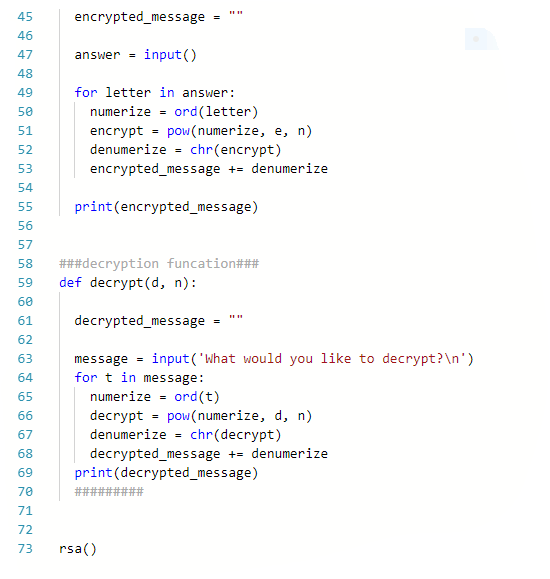 45 encrypted_message = ""
46
47 answer = input()
48
49 for letter in answer:
50 numerize = ord(letter)
51 encrypt = pow(numerize, e, n)
52 denumerize = chr(encrypt)
53 encrypted_message += denumerize
54
55 print(encrypted_message)
56
57
58 ###decryption funcation###
59 def decrypt(d, n):
60
61 decrypted_message = ""
62
63 message = input('What would you like to decrypt?\n')
64 for t in message:
65 numerize = ord(t)
66 decrypt = pow(numerize, d, n)
67 denumerize = chr(decrypt)
68 decrypted_message += denumerize
69 print(decrypted_message)
70 #########
71
72
73 rsa()